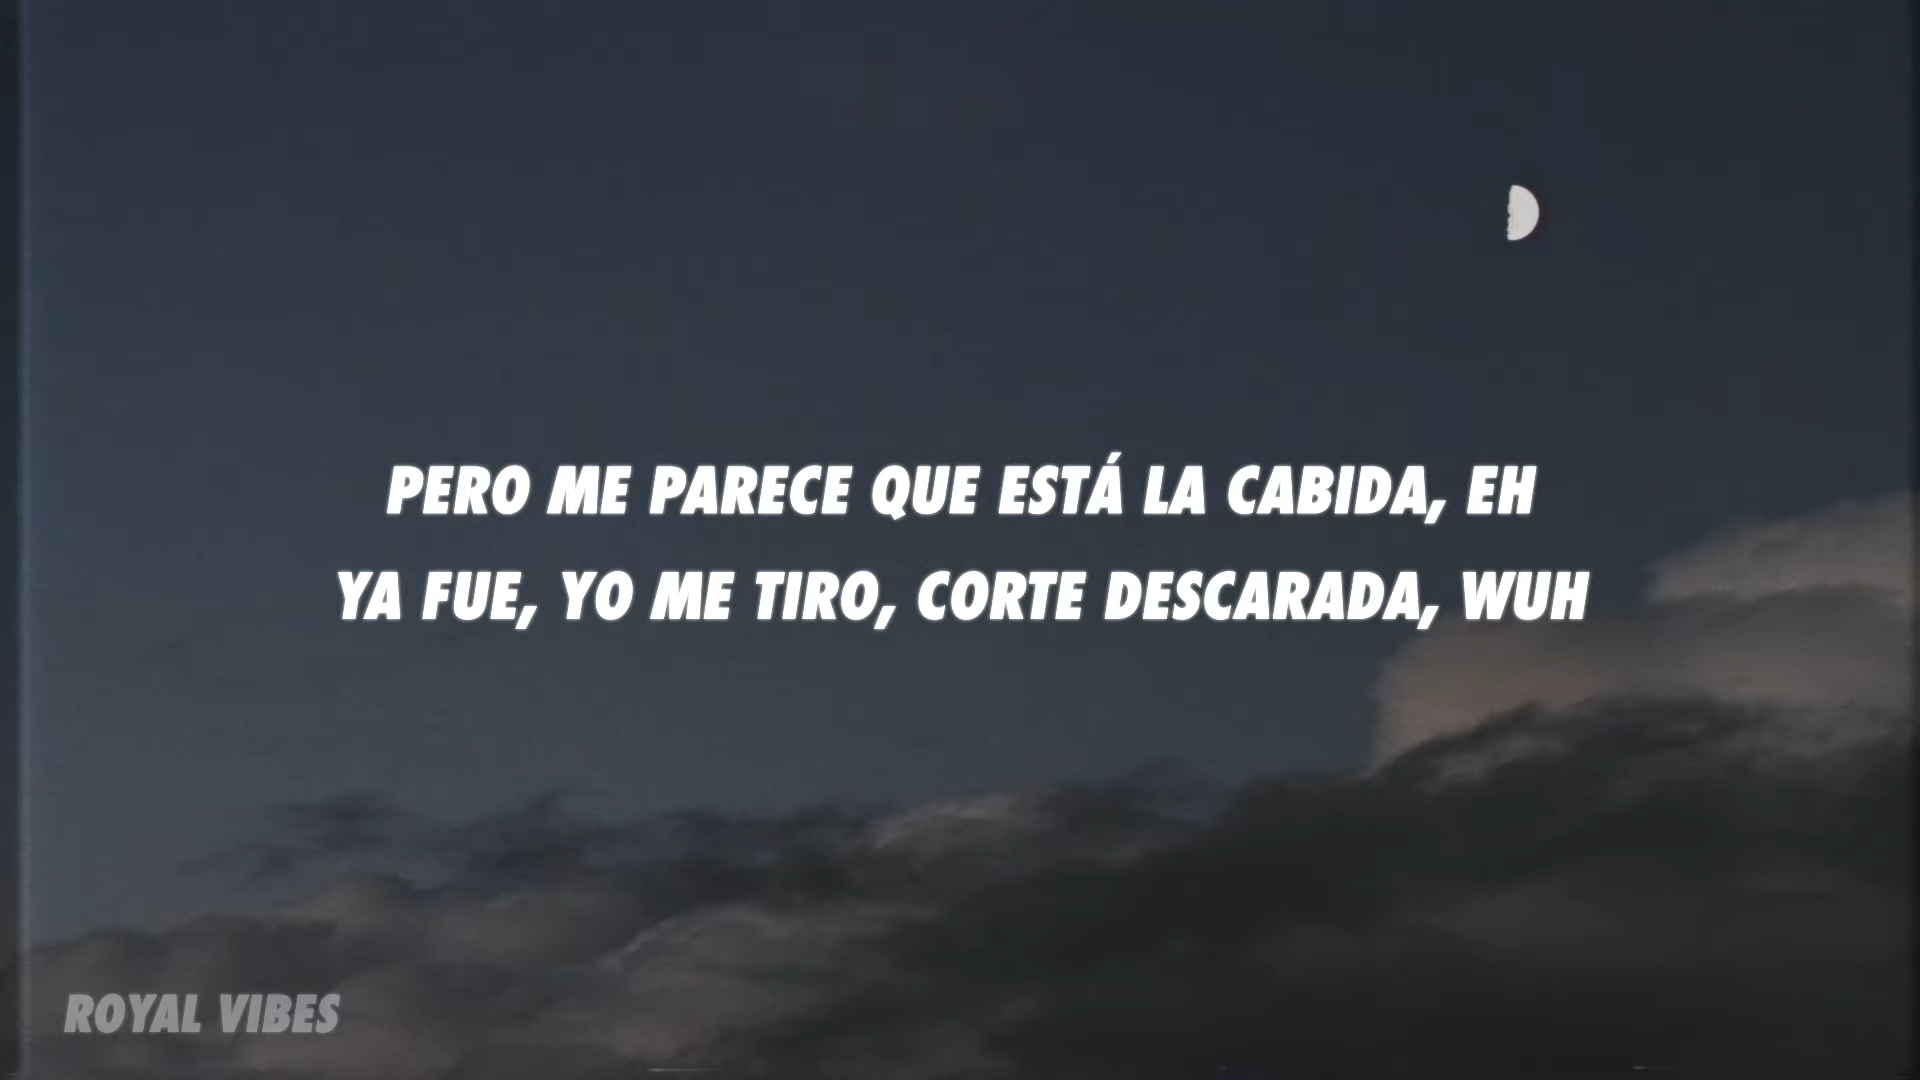 PERO ME PARECE QUE ESTÁ LA CABIDA, EH
YA FUE, YO ME TIRO, CORTE DESCARADA, WUH
ROYAL VIBES